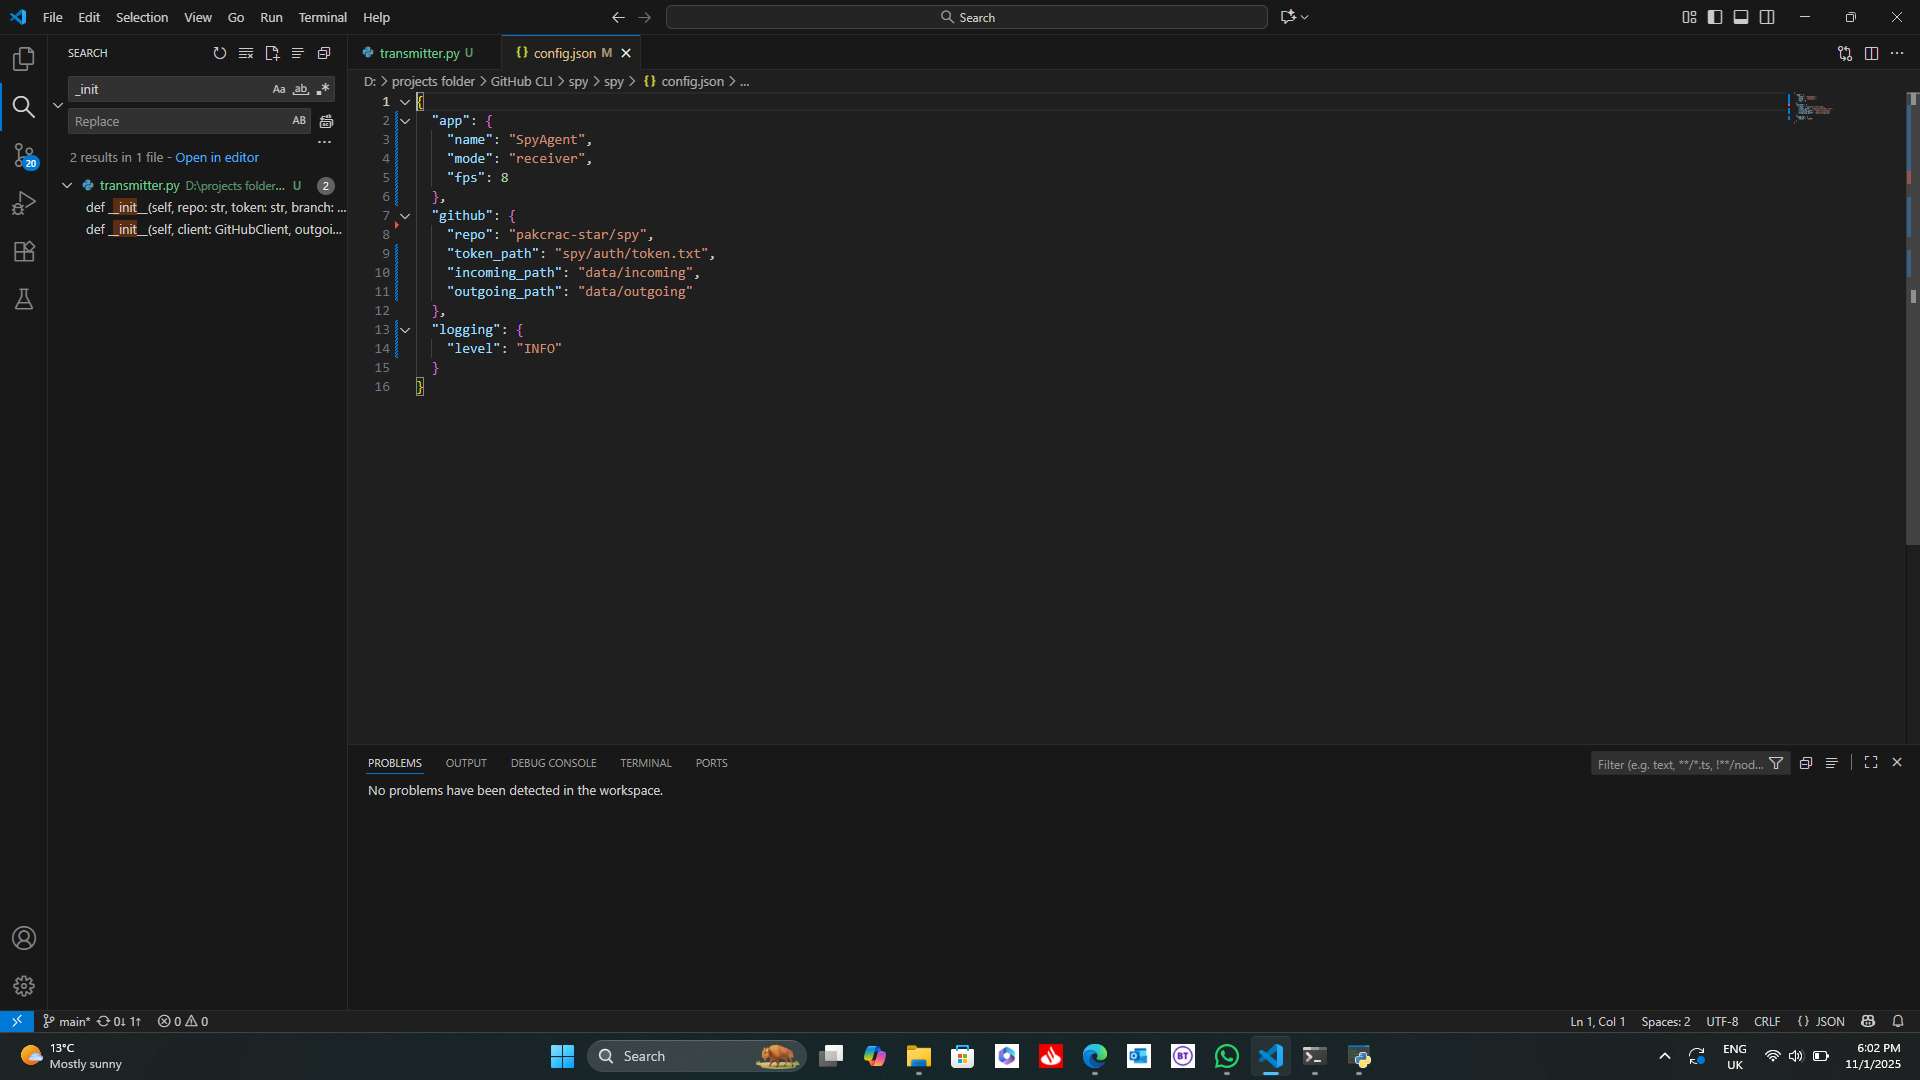 File Edit Selection View Go Run Terminal Help
Search
SEARCH
_init
Aa ab .*
Replace
AB
2 results in 1 file - Open in editor
transmitter.py D:\projects folder... U 2
def __init__(self, repo: str, token: str, branch: ...
def __init__(self, client: GitHubClient, outgoi...
20
transmitter.py U
{} config.json M
D: > projects folder > GitHub CLI > spy > spy > {} config.json > ...
1 {
2 "app": {
3 "name": "SpyAgent",
4 "mode": "receiver",
5 "fps": 8
6 },
7 "github": {
8 "repo": "pakcrac-star/spy",
9 "token_path": "spy/auth/token.txt",
10 "incoming_path": "data/incoming",
11 "outgoing_path": "data/outgoing"
12 },
13 "logging": {
14 "level": "INFO"
15 }
16 }
PROBLEMS OUTPUT DEBUG CONSOLE TERMINAL PORTS
Filter (e.g. text, **/*.ts, !**/nod...
No problems have been detected in the workspace.
main* 0↓ 1↑ 0 0
Ln 1, Col 1 Spaces: 2 UTF-8 CRLF {} JSON
13°C
Mostly sunny
Search
BT
ENG
UK
6:02 PM
11/1/2025